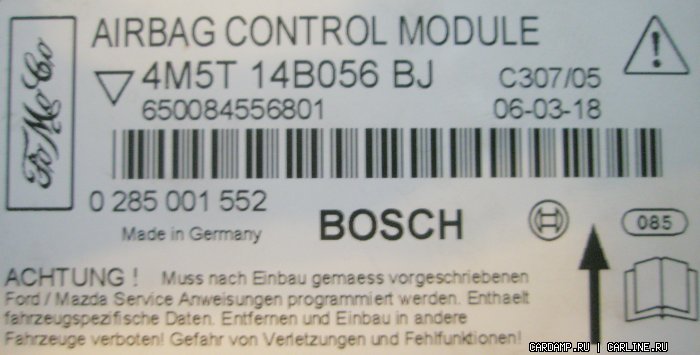 AIRBAG CONTROL MODULE
FoMoCo
4M5T 14B056 BJ
C307/05
650084556801
06-03-18
0 285 001 552
Made in Germany
BOSCH
085
ACHTUNG ! Muss nach Einbau gemaess vorgeschriebenen
Ford / Mazda Service Anweisungen programmiert werden. Enthaelt
fahrzeugspezifische Daten. Entfernen und Einbau in andere
Fahrzeuge verboten! Gefahr von Verletzungen und Fehlfunktionen!
CARDAMP.RU | CARLINE.RU